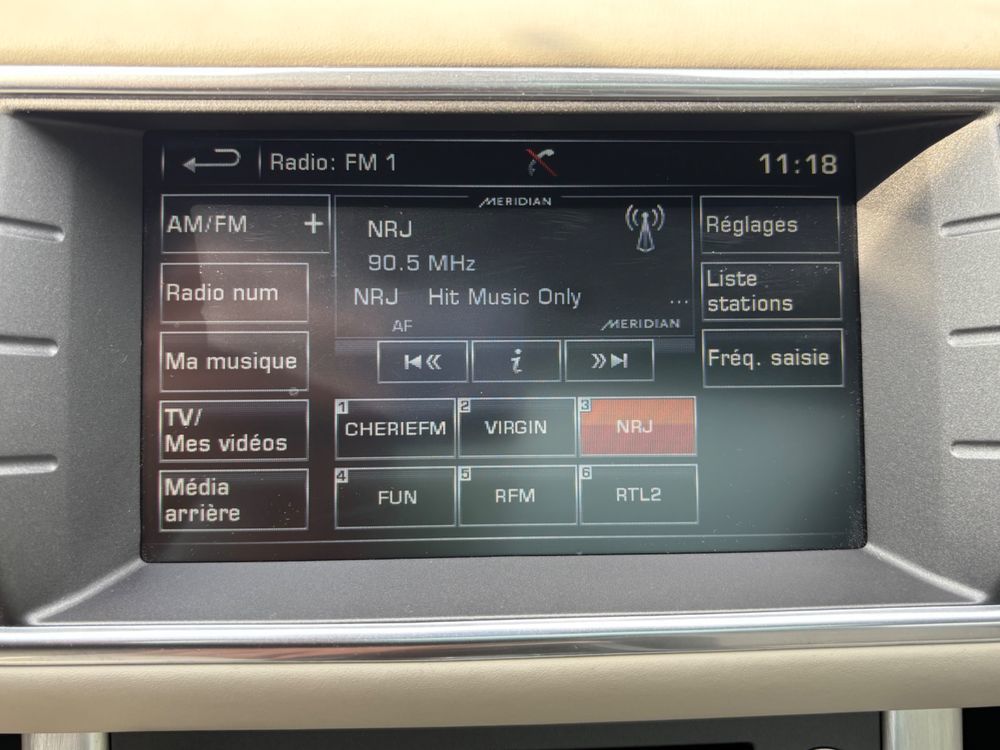 Radio: FM 1
11:18
AM/FM +
Radio num
Ma musique
TV/
Mes vidéos
Média
arrière
MERIDIAN
NRJ
90.5 MHz
NRJ Hit Music Only ...
AF
MERIDIAN
i
1 CHERIEFM
2 VIRGIN
3 NRJ
4 FUN
5 RFM
6 RTL2
Réglages
Liste
stations
Fréq. saisie